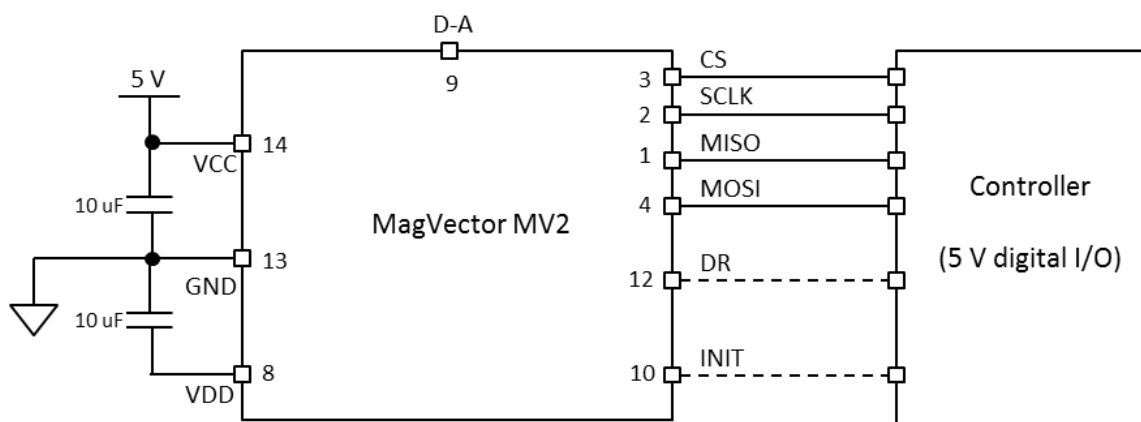 D-A
9
5 V
14
VCC
10 uF
13
GND
10 uF
8
VDD
MagVector MV2
3
CS
2
SCLK
1
MISO
4
MOSI
12
DR
10
INIT
Controller
(5 V digital I/O)